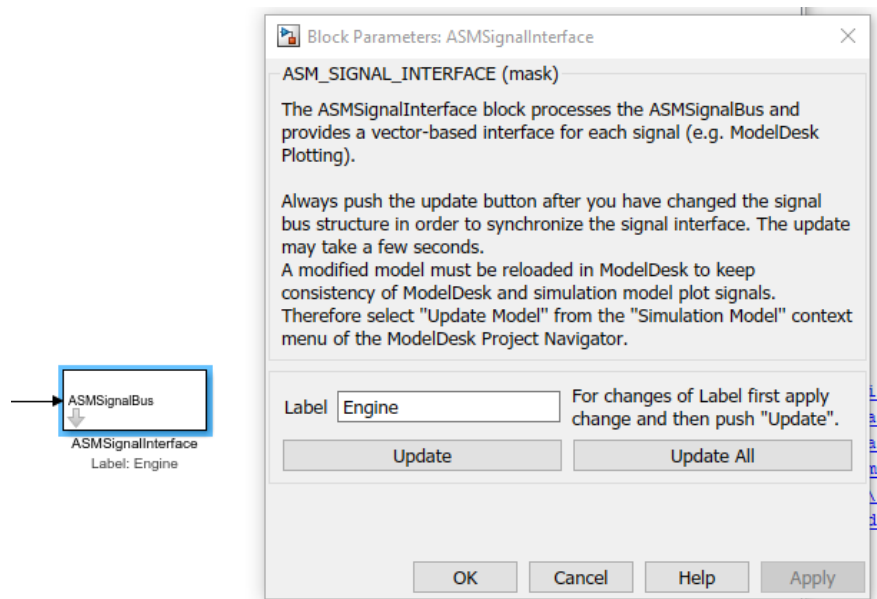 Block Parameters: ASMSignalInterface
ASM_SIGNAL_INTERFACE (mask)
The ASMSignalInterface block processes the ASMSignalBus and
provides a vector-based interface for each signal (e.g. ModelDesk
Plotting).
Always push the update button after you have changed the signal
bus structure in order to synchronize the signal interface. The update
may take a few seconds.
A modified model must be reloaded in ModelDesk to keep
consistency of ModelDesk and simulation model plot signals.
Therefore select "Update Model" from the "Simulation Model" context
menu of the ModelDesk Project Navigator.
ASMSignalBus
ASMSignalInterface
Label: Engine
Label Engine
For changes of Label first apply
change and then push "Update".
Update
Update All
OK
Cancel
Help
Apply